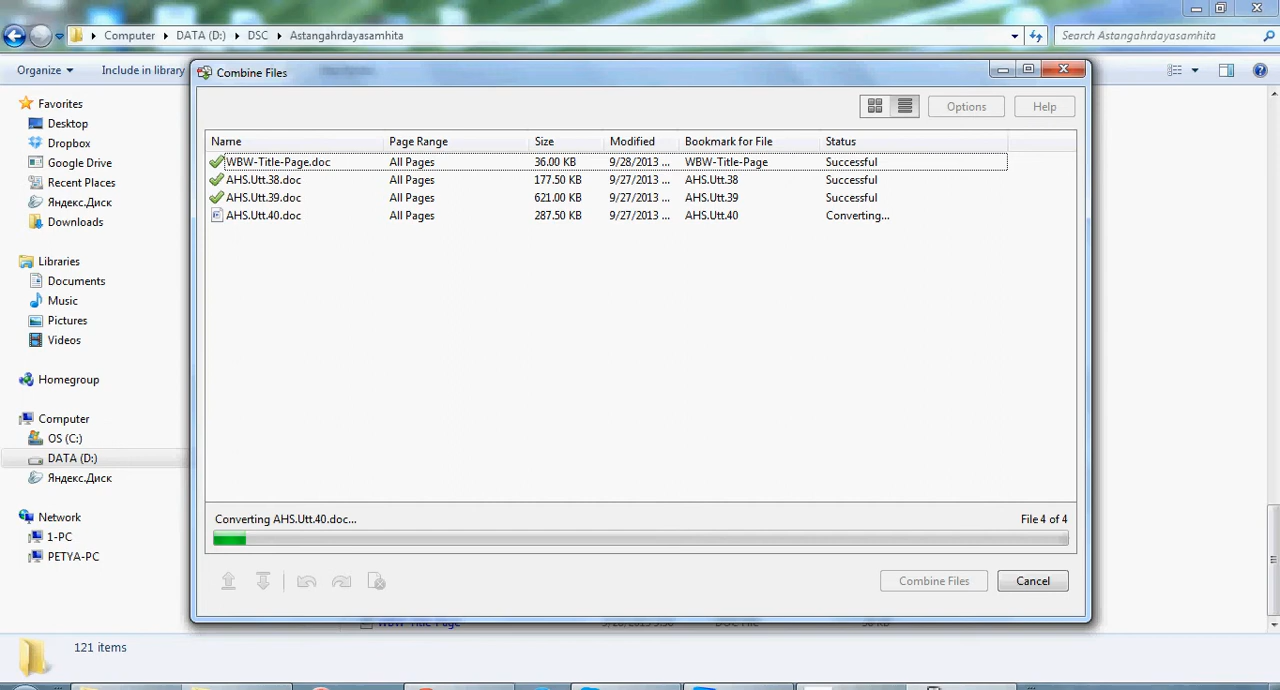 Computer DATA (D:) DSC Astangahrdayasamhita Search Astangahrdayasamhita
Organize Include in library
Favorites
Desktop
Dropbox
Google Drive
Recent Places
Яндекс.Диск
Downloads
Libraries
Documents
Music
Pictures
Videos
Homegroup
Computer
OS (C:)
DATA (D:)
Яндекс.Диск
Network
1-PC
PETYA-PC
Combine Files
Options Help
Name Page Range Size Modified Bookmark for File Status
WBW-Title-Page.doc All Pages 36.00 KB 9/28/2013 ... WBW-Title-Page Successful
AHS.Utt.38.doc All Pages 177.50 KB 9/27/2013 ... AHS.Utt.38 Successful
AHS.Utt.39.doc All Pages 621.00 KB 9/27/2013 ... AHS.Utt.39 Successful
AHS.Utt.40.doc All Pages 287.50 KB 9/27/2013 ... AHS.Utt.40 Converting...
Converting AHS.Utt.40.doc... File 4 of 4
Combine Files Cancel
WBW-Title-Page
121 items